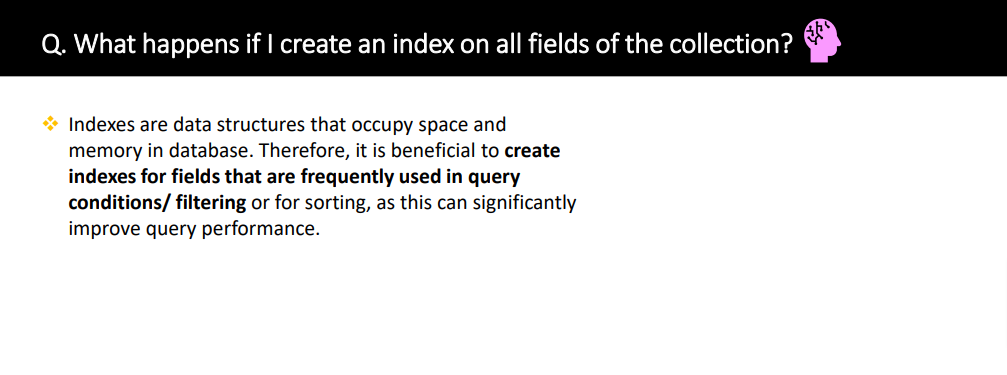 Q. What happens if I create an index on all fields of the collection?
Indexes are data structures that occupy space and
memory in database. Therefore, it is beneficial to create
indexes for fields that are frequently used in query
conditions/ filtering or for sorting, as this can significantly
improve query performance.